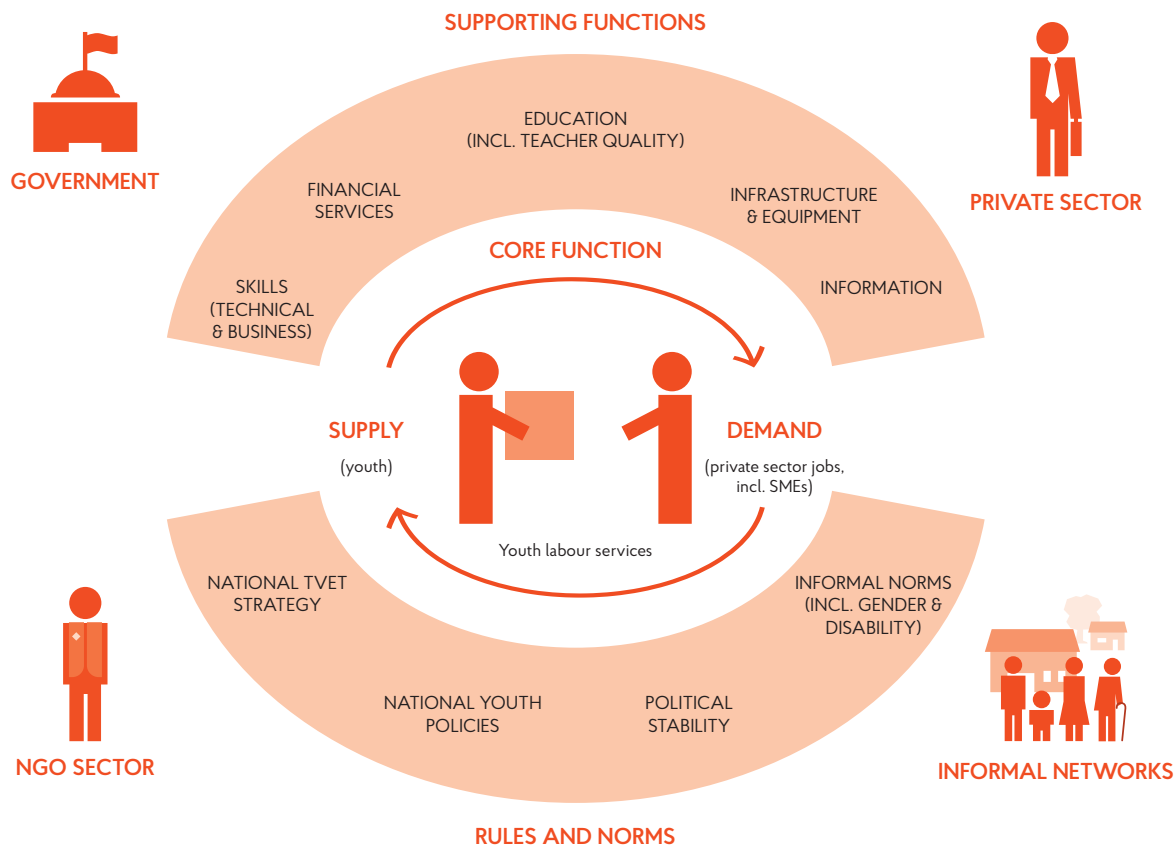 SUPPORTING FUNCTIONS
GOVERNMENT
PRIVATE SECTOR
EDUCATION
(INCL. TEACHER QUALITY)
FINANCIAL
SERVICES
INFRASTRUCTURE
& EQUIPMENT
SKILLS
(TECHNICAL
& BUSINESS)
INFORMATION
CORE FUNCTION
SUPPLY
(youth)
DEMAND
(private sector jobs,
incl. SMEs)
Youth labour services
NATIONAL TVET
STRATEGY
NATIONAL YOUTH
POLICIES
POLITICAL
STABILITY
INFORMAL NORMS
(INCL. GENDER &
DISABILITY)
NGO SECTOR
INFORMAL NETWORKS
RULES AND NORMS